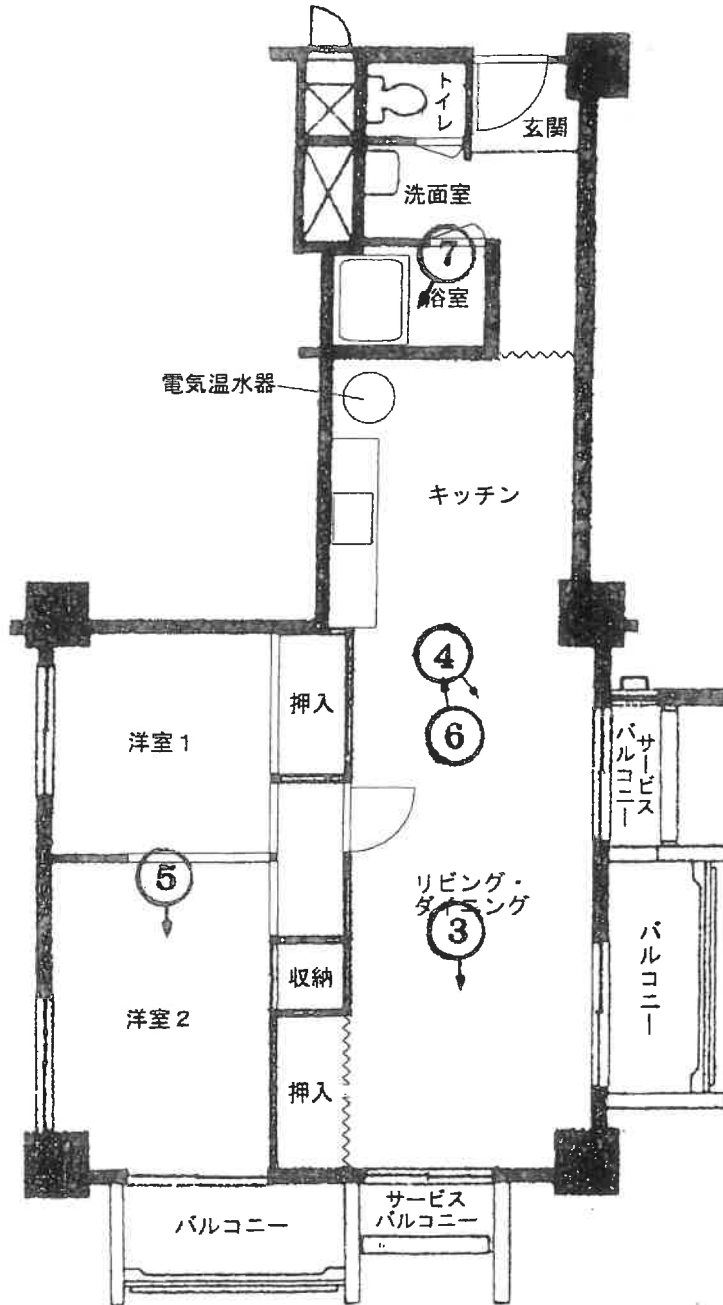 トイレ
玄関
洗面室
⑦
浴室
電気温水器
キッチン
④
押入
洋室1
⑥
サービス
バルコニー
⑤
リビング・
ダイニング
③
バルコニー
収納
洋室2
押入
バルコニー
サービス
バルコニー